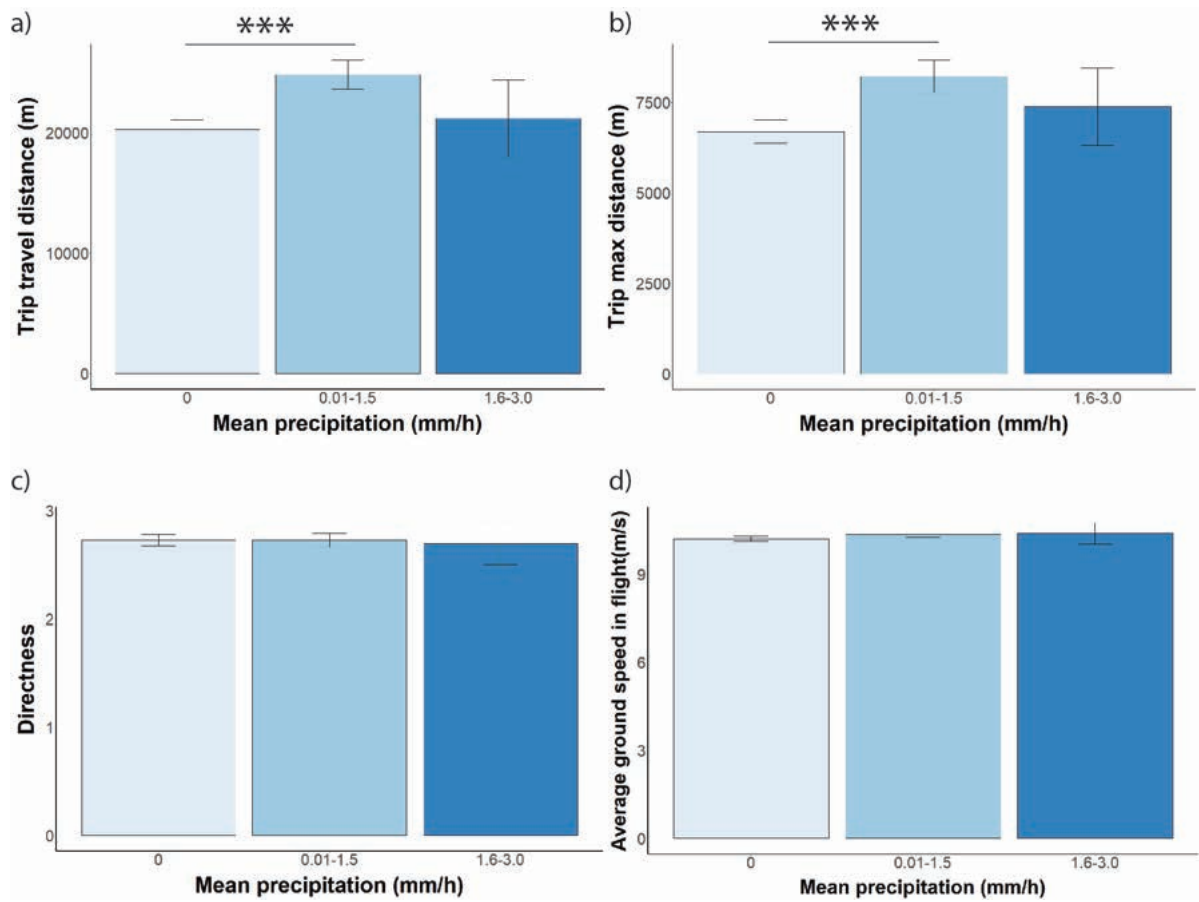 a)
***
Trip travel distance (m)
20000
10000
0
0 0.01-1.5 1.6-3.0
Mean precipitation (mm/h)
b)
***
Trip max distance (m)
7500
5000
2500
0
0 0.01-1.5 1.6-3.0
Mean precipitation (mm/h)
c)
Directness
3
2
1
0
0 0.01-1.5 1.6-3.0
Mean precipitation (mm/h)
d)
Average ground speed in flight(m/s)
9
6
3
0
0 0.01-1.5 1.6-3.0
Mean precipitation (mm/h)